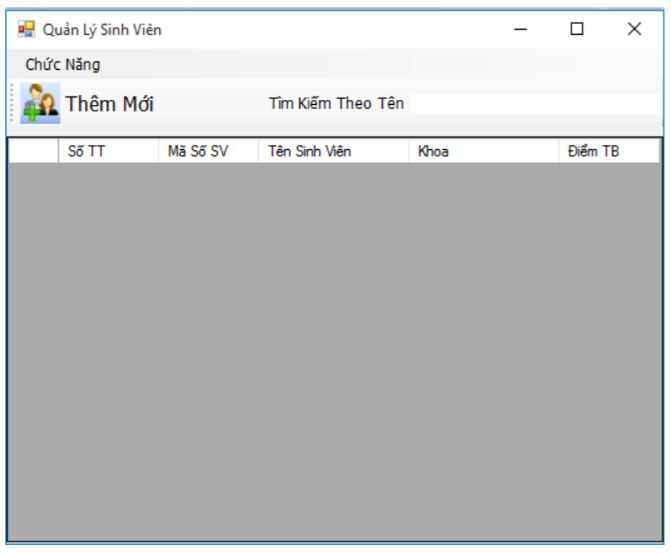 Quản Lý Sinh Viên
Chức Năng
Thêm Mới Tìm Kiếm Theo Tên
Số TT Mã Số SV Tên Sinh Viên Khoa Điểm TB